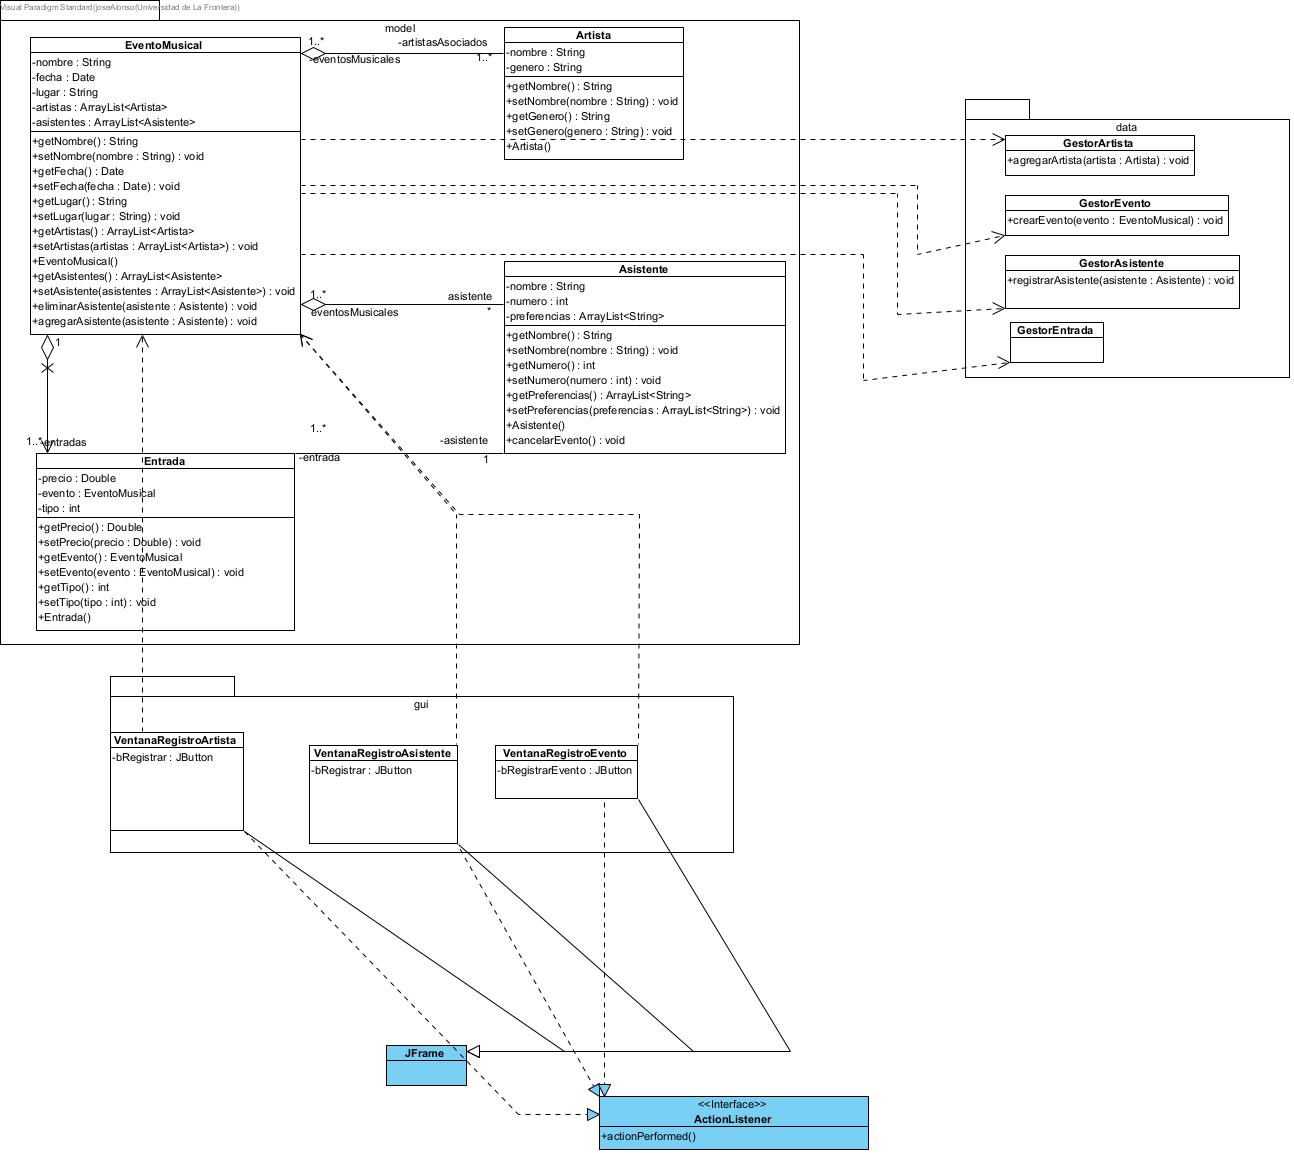 Visual Paradigm Standard(joseAlonso(Universidad de La Frontera))
model
EventoMusical
-nombre : String
-fecha : Date
-lugar : String
-artistas : ArrayList<Artista>
-asistentes : ArrayList<Asistente>
+getNombre() : String
+setNombre(nombre : String) : void
+getFecha() : Date
+setFecha(fecha : Date) : void
+getLugar() : String
+setLugar(lugar : String) : void
+getArtistas() : ArrayList<Artista>
+setArtistas(artistas : ArrayList<Artista>) : void
+EventoMusical()
+getAsistentes() : ArrayList<Asistente>
+setAsistente(asistentes : ArrayList<Asistente>) : void
+eliminarAsistente(asistente : Asistente) : void
+agregarAsistente(asistente : Asistente) : void
1..*
-artistasAsociados
-eventosMusicales
1..*
Artista
-nombre : String
-genero : String
+getNombre() : String
+setNombre(nombre : String) : void
+getGenero() : String
+setGenero(genero : String) : void
+Artista()
data
GestorArtista
+agregarArtista(artista : Artista) : void
GestorEvento
+crearEvento(evento : EventoMusical) : void
GestorAsistente
+registrarAsistente(asistente : Asistente) : void
GestorEntrada
1..*
asistente
eventosMusicales
*
Asistente
-nombre : String
-numero : int
-preferencias : ArrayList<String>
+getNombre() : String
+setNombre(nombre : String) : void
+getNumero() : int
+setNumero(numero : int) : void
+getPreferencias() : ArrayList<String>
+setPreferencias(preferencias : ArrayList<String>) : void
+Asistente()
+cancelarEvento() : void
1
1..*
-entradas
1..*
-asistente
-entrada
1
Entrada
-precio : Double
-evento : EventoMusical
-tipo : int
+getPrecio() : Double
+setPrecio(precio : Double) : void
+getEvento() : EventoMusical
+setEvento(evento : EventoMusical) : void
+getTipo() : int
+setTipo(tipo : int) : void
+Entrada()
gui
VentanaRegistroArtista
-bRegistrar : JButton
VentanaRegistroAsistente
-bRegistrar : JButton
VentanaRegistroEvento
-bRegistrarEvento : JButton
JFrame
<<Interface>>
ActionListener
+actionPerformed()